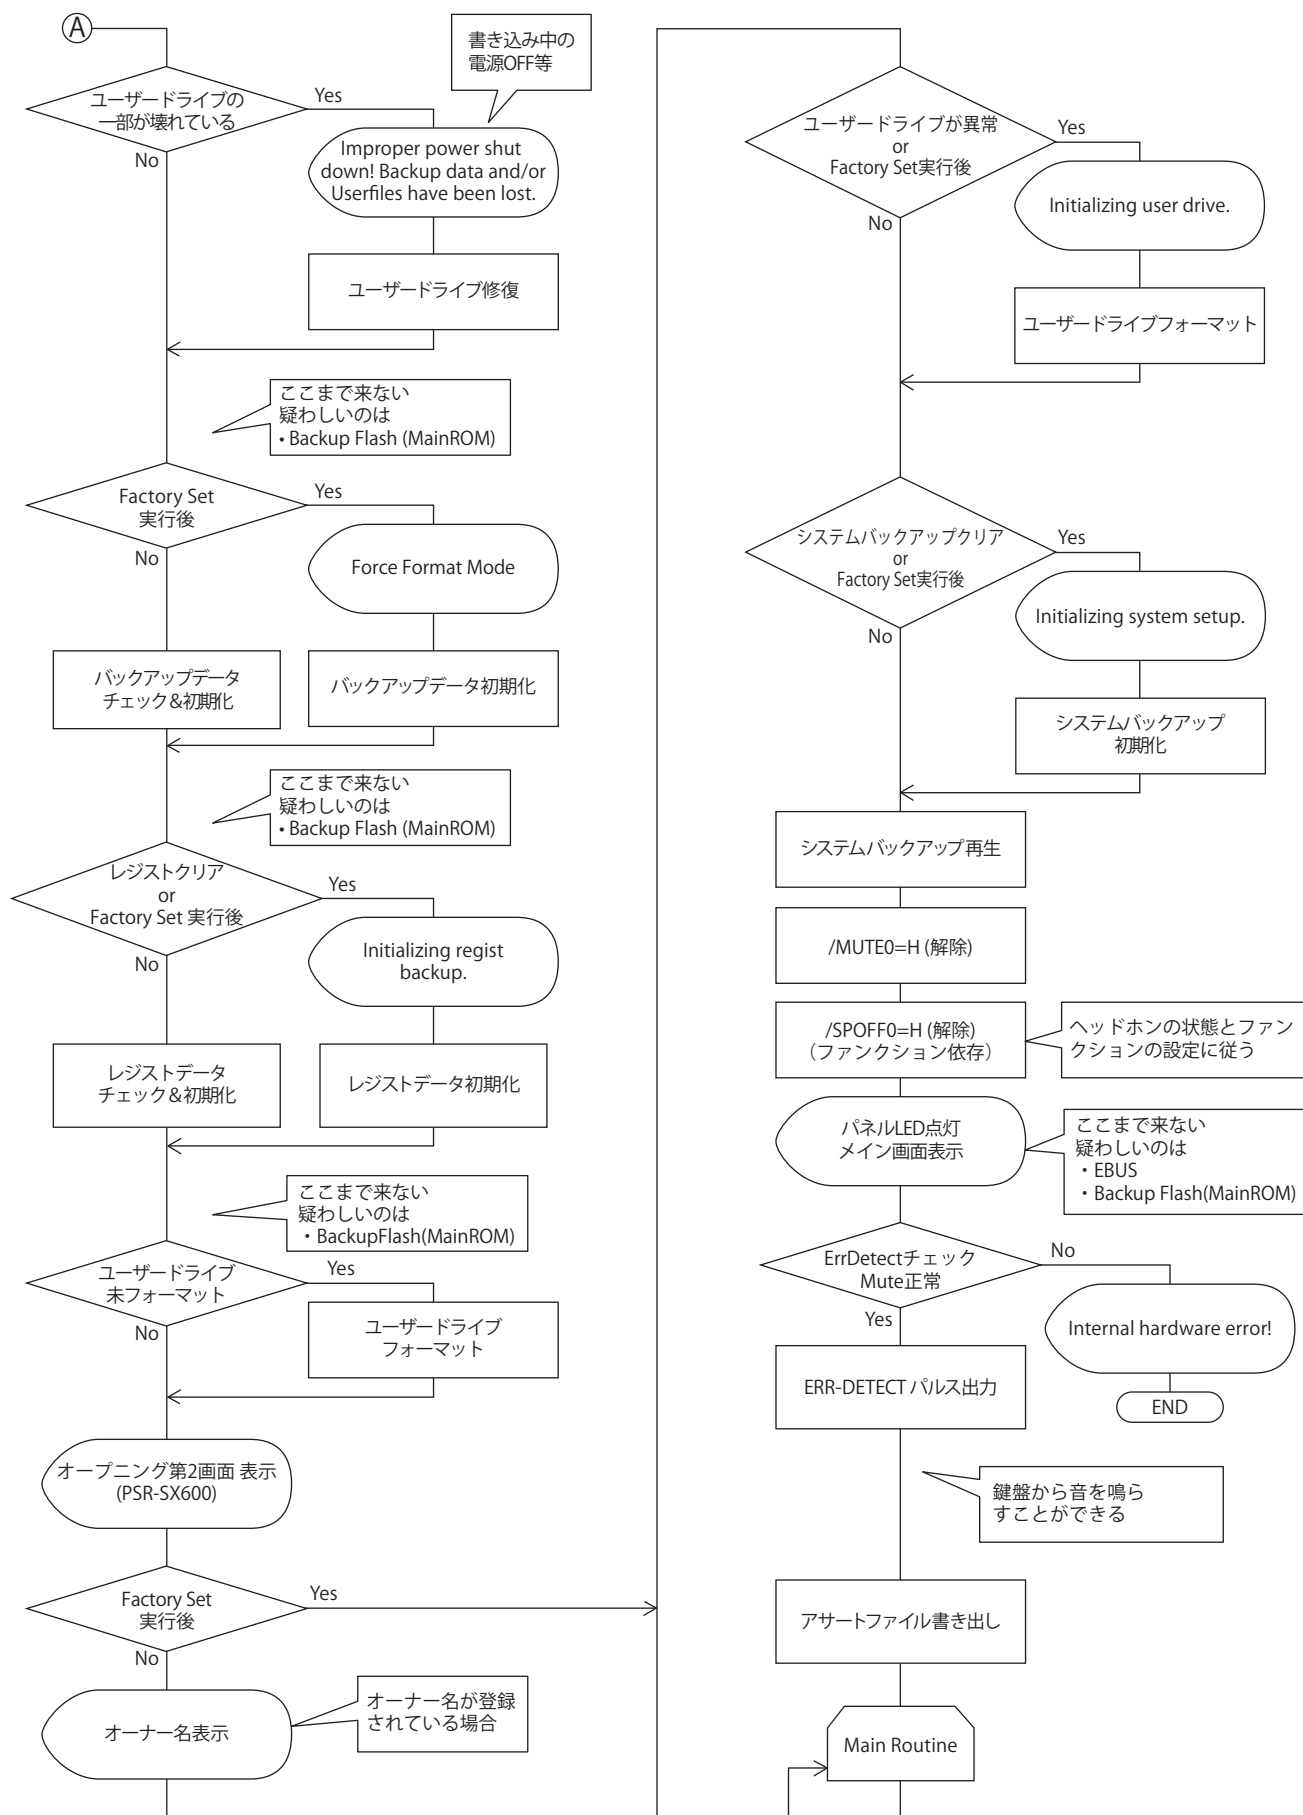 A
書き込み中の
電源OFF等
ユーザードライブの
一部が壊れている
Yes
No
Improper power shut
down! Backup data and/or
Userfiles have been lost.
ユーザードライブ修復
ここまで来ない
疑わしいのは
• Backup Flash (MainROM)
Factory Set
実行後
Yes
No
Force Format Mode
バックアップデータ
チェック&初期化
バックアップデータ初期化
ここまで来ない
疑わしいのは
• Backup Flash (MainROM)
レジストクリア
or
Factory Set 実行後
Yes
No
Initializing regist
backup.
レジストデータ
チェック&初期化
レジストデータ初期化
ここまで来ない
疑わしいのは
・BackupFlash(MainROM)
ユーザードライブ
未フォーマット
Yes
No
ユーザードライブ
フォーマット
オープニング第2画面 表示
(PSR-SX600)
Factory Set
実行後
Yes
No
オーナー名が登録
されている場合
オーナー名表示
ユーザードライブが異常
or
Factory Set実行後
Yes
No
Initializing user drive.
ユーザードライブフォーマット
システムバックアップクリア
or
Factory Set実行後
Yes
No
Initializing system setup.
システムバックアップ
初期化
システムバックアップ再生
/MUTE0=H (解除)
/SPOFF0=H (解除)
(ファンクション依存)
ヘッドホンの状態とファン
クションの設定に従う
パネルLED点灯
メイン画面表示
ここまで来ない
疑わしいのは
・EBUS
・Backup Flash(MainROM)
ErrDetectチェック
Mute正常
No
Yes
Internal hardware error!
END
ERR-DETECT パルス出力
鍵盤から音を鳴ら
すことができる
アサートファイル書き出し
Main Routine